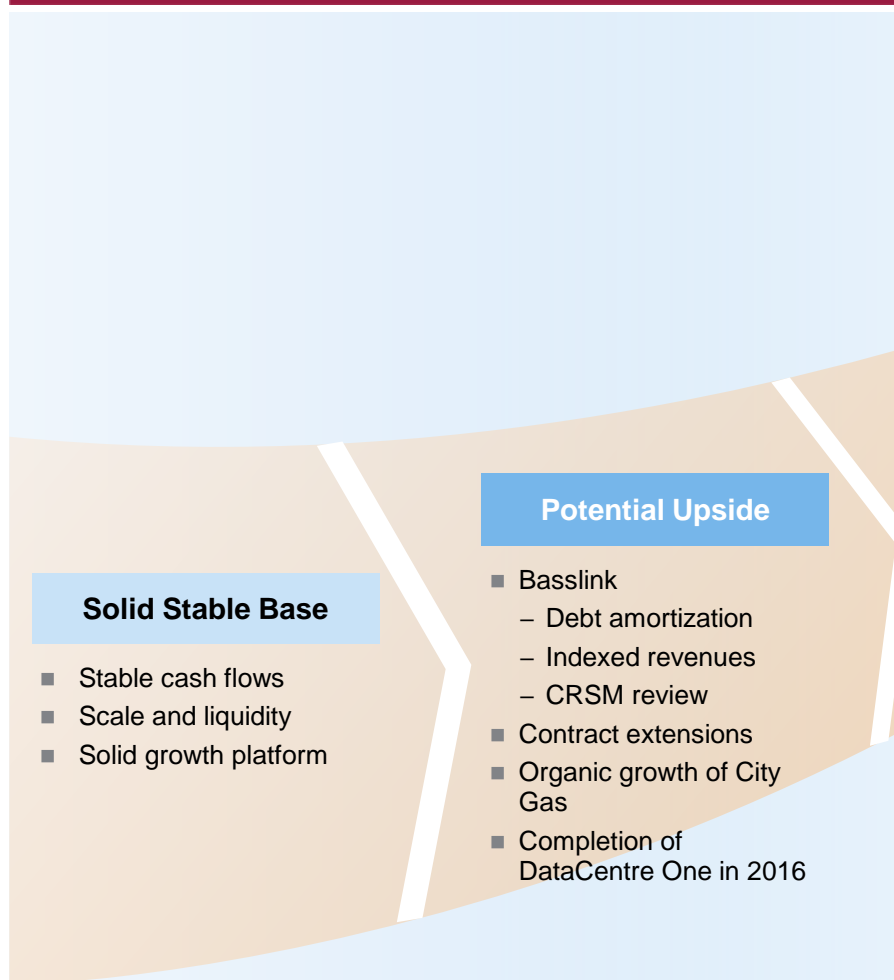 Solid Stable Base
■ Stable cash flows
■ Scale and liquidity
■ Solid growth platform
Potential Upside
■ Basslink
– Debt amortization
– Indexed revenues
– CRSM review
■ Contract extensions
■ Organic growth of City
Gas
■ Completion of
DataCentre One in 2016